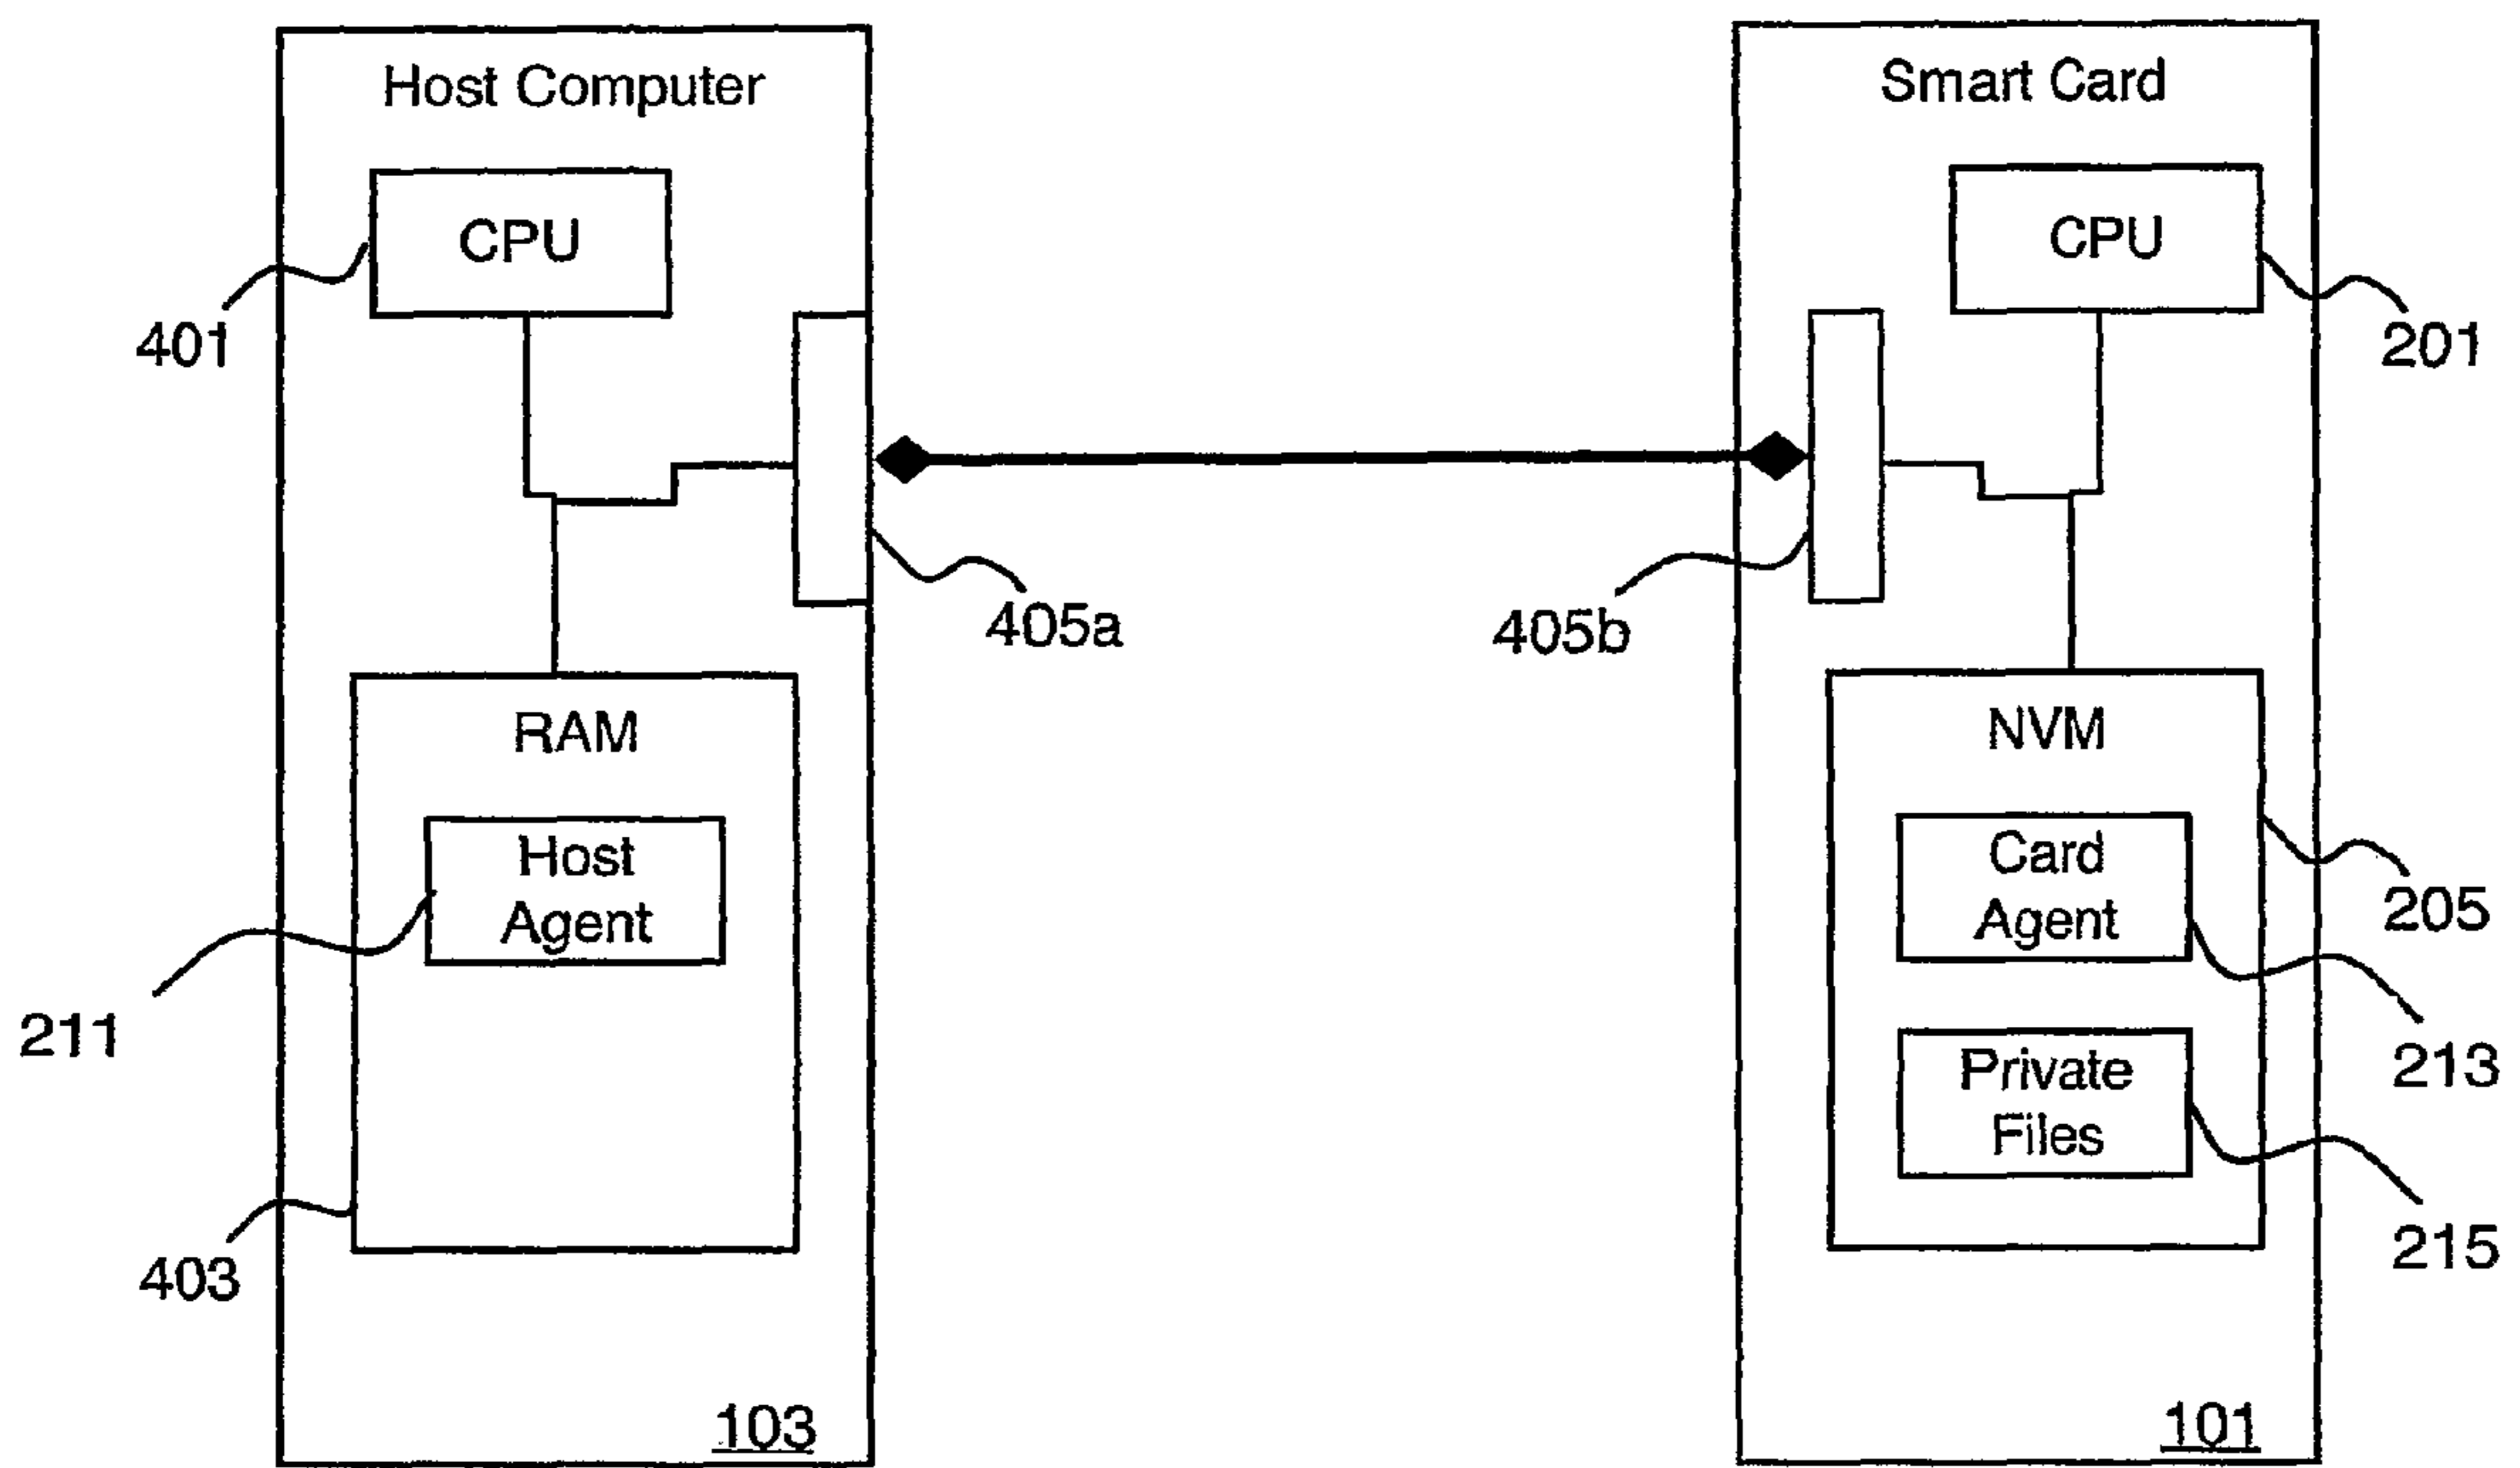 Host Computer
CPU
401
405a
RAM
Host
Agent
211
403
103
Smart Card
CPU
201
405b
NVM
Card
Agent
205
213
Private
Files
215
101